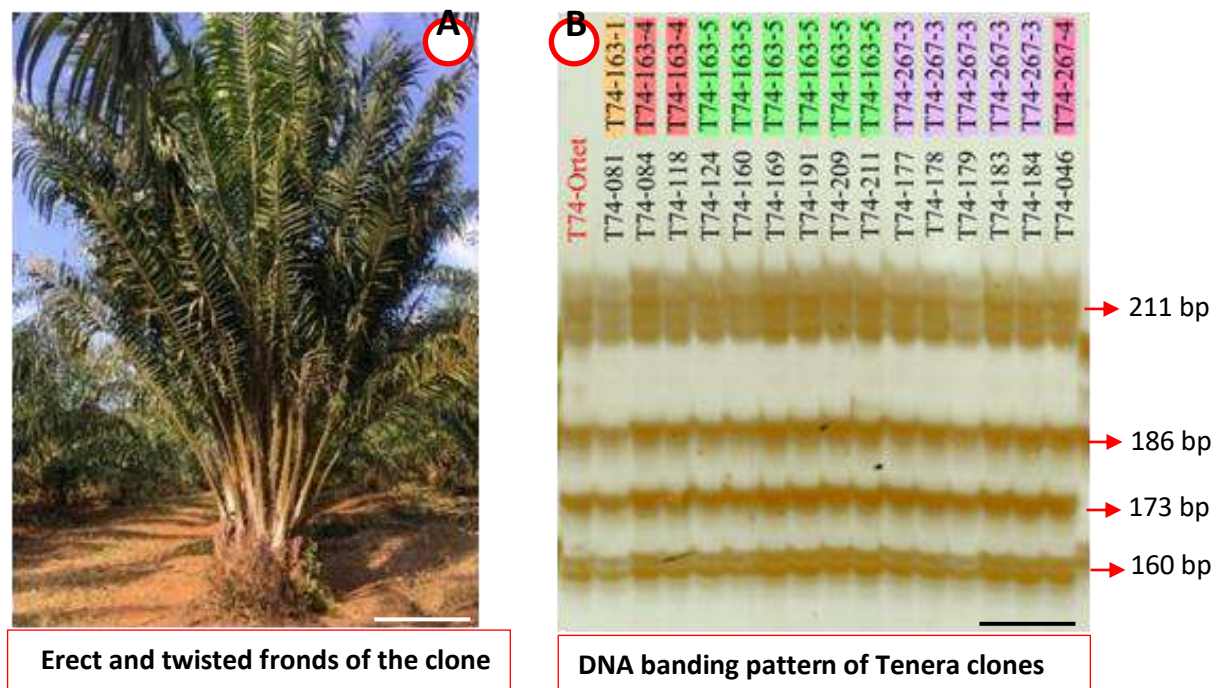 A
B
T74-163-1
T74-163-4
T74-163-4
T74-163-5
T74-163-5
T74-163-5
T74-163-5
T74-163-5
T74-163-5
T74-267-3
T74-267-3
T74-267-3
T74-267-3
T74-267-3
T74-267-4
T74-Ortet
T74-081
T74-084
T74-118
T74-124
T74-160
T74-169
T74-191
T74-209
T74-211
T74-177
T74-178
T74-179
T74-183
T74-184
T74-046
211 bp
186 bp
173 bp
160 bp
Erect and twisted fronds of the clone
DNA banding pattern of Tenera clones